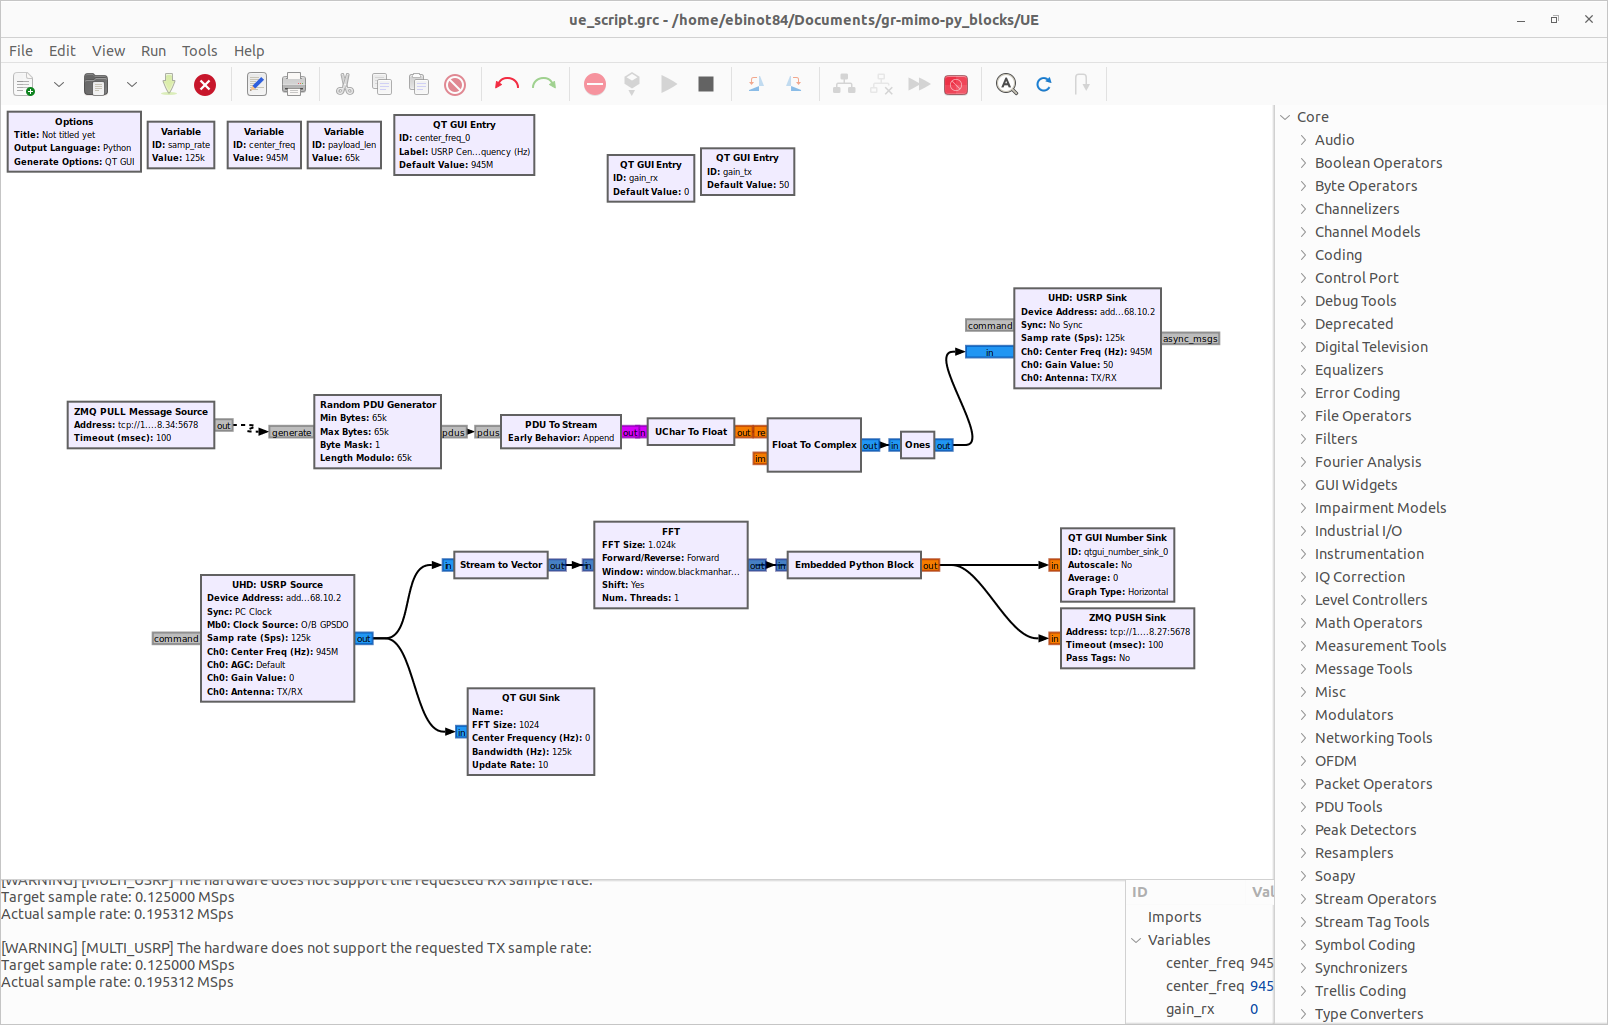 ue_script.grc - /home/ebinot84/Documents/gr-mimo-py_blocks/UE
File Edit View Run Tools Help
Options
Title: Not titled yet
Output Language: Python
Generate Options: QT GUI
Variable
ID: samp_rate
Value: 125k
Variable
ID: center_freq
Value: 945M
Variable
ID: payload_len
Value: 65k
QT GUI Entry
ID: center_freq_0
Label: USRP Cen...quency (Hz)
Default Value: 945M
QT GUI Entry
ID: gain_rx
Default Value: 0
QT GUI Entry
ID: gain_tx
Default Value: 50
UHD: USRP Sink
Device Address: add...68.10.2
Sync: No Sync
Samp rate (Sps): 125k
Ch0: Center Freq (Hz): 945M
Ch0: Gain Value: 50
Ch0: Antenna: TX/RX
command
in
async_msgs
ZMQ PULL Message Source
Address: tcp://1....8.34:5678
Timeout (msec): 100
out
generate
Random PDU Generator
Min Bytes: 65k
Max Bytes: 65k
Byte Mask: 1
Length Modulo: 65k
pdus
pdus
PDU To Stream
Early Behavior: Append
out
in
UChar To Float
out
re
im
Float To Complex
out
in
Ones
out
UHD: USRP Source
Device Address: add...68.10.2
Sync: PC Clock
Mb0: Clock Source: O/B GPSDO
Samp rate (Sps): 125k
Ch0: Center Freq (Hz): 945M
Ch0: AGC: Default
Ch0: Gain Value: 0
Ch0: Antenna: TX/RX
command
out
in
Stream to Vector
out
in
FFT
FFT Size: 1.024k
Forward/Reverse: Forward
Window: window.blackmanhar...
Shift: Yes
Num. Threads: 1
out
in
Embedded Python Block
out
in
QT GUI Number Sink
ID: qtgui_number_sink_0
Autoscale: No
Average: 0
Graph Type: Horizontal
in
ZMQ PUSH Sink
Address: tcp://1....8.27:5678
Timeout (msec): 100
Pass Tags: No
in
QT GUI Sink
Name:
FFT Size: 1024
Center Frequency (Hz): 0
Bandwidth (Hz): 125k
Update Rate: 10
Core
Audio
Boolean Operators
Byte Operators
Channelizers
Channel Models
Coding
Control Port
Debug Tools
Deprecated
Digital Television
Equalizers
Error Coding
File Operators
Filters
Fourier Analysis
GUI Widgets
Impairment Models
Industrial I/O
Instrumentation
IQ Correction
Level Controllers
Math Operators
Measurement Tools
Message Tools
Misc
Modulators
Networking Tools
OFDM
Packet Operators
PDU Tools
Peak Detectors
Resamplers
Soapy
Stream Operators
Stream Tag Tools
Symbol Coding
Synchronizers
Trellis Coding
Type Converters
[WARNING] [MULTI_USRP] The hardware does not support the requested RX sample rate:
Target sample rate: 0.125000 MSps
Actual sample rate: 0.195312 MSps
[WARNING] [MULTI_USRP] The hardware does not support the requested TX sample rate:
Target sample rate: 0.125000 MSps
Actual sample rate: 0.195312 MSps
ID Val
Imports
Variables
center_freq 945
center_freq 945
gain_rx 0